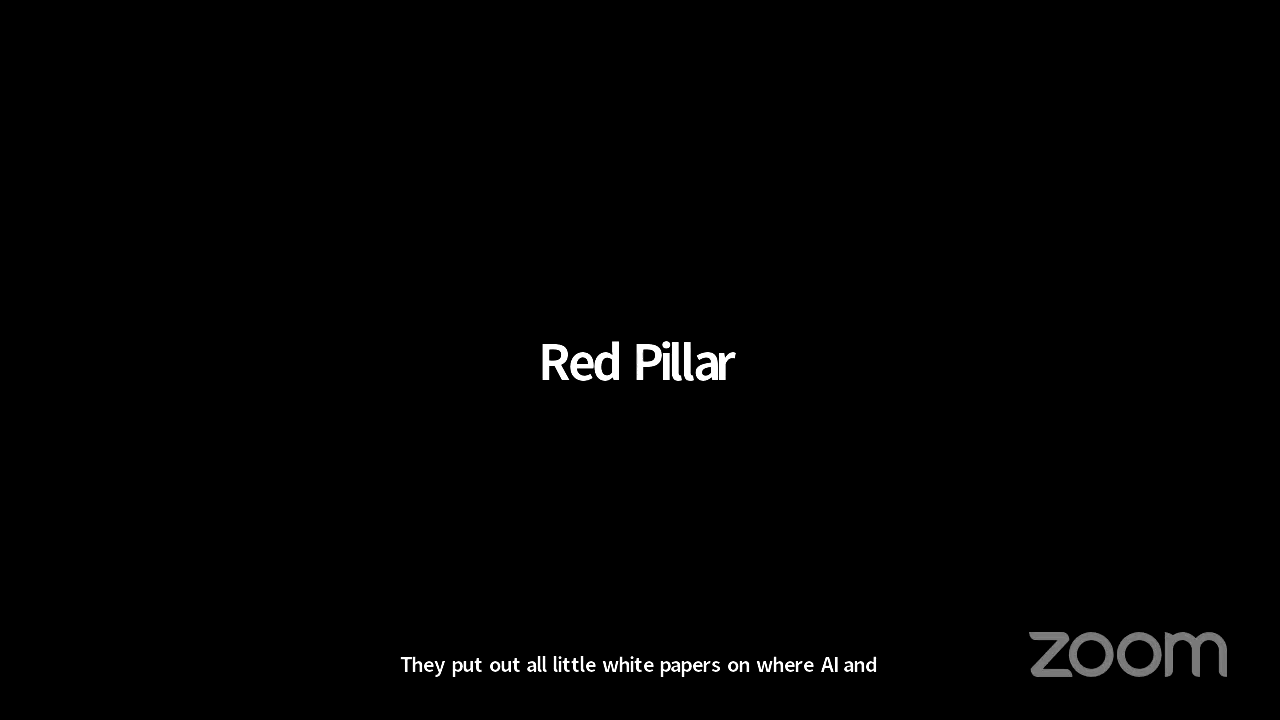 Red Pillar
They put out all little white papers on where AI and
zoom